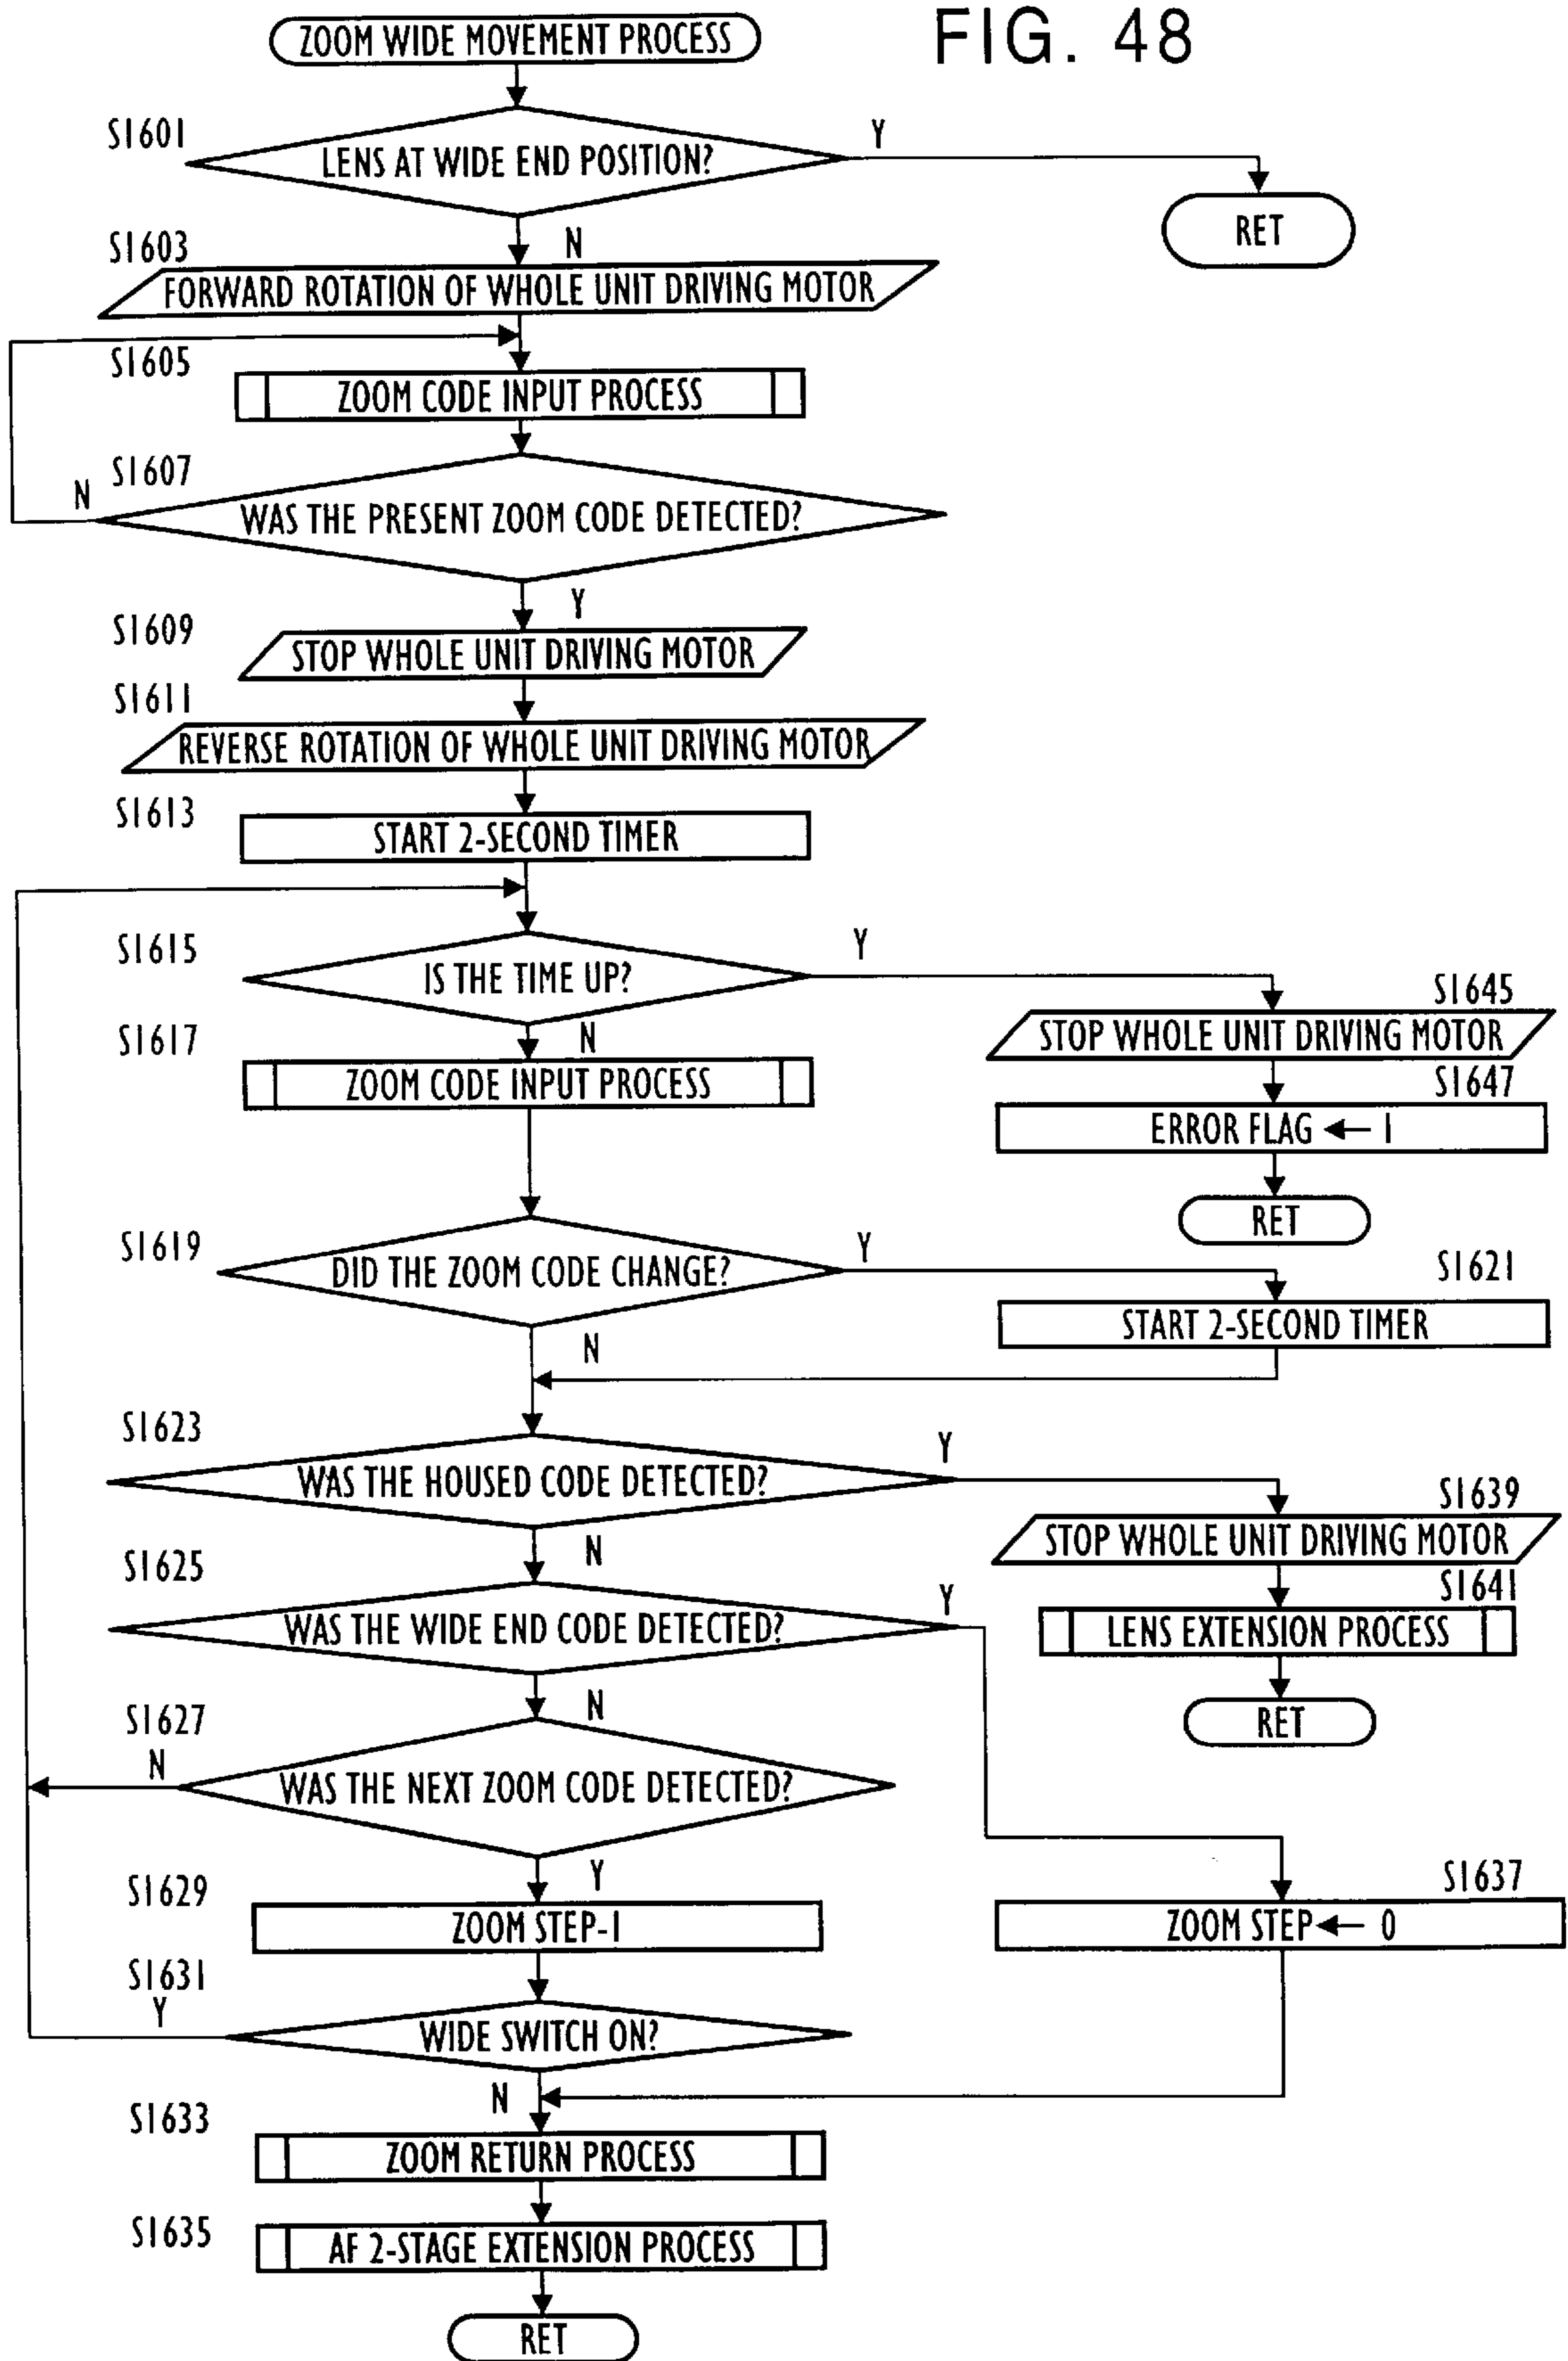 FIG. 48
ZOOM WIDE MOVEMENT PROCESS
S1601
LENS AT WIDE END POSITION?
Y
RET
N
S1603
FORWARD ROTATION OF WHOLE UNIT DRIVING MOTOR
S1605
ZOOM CODE INPUT PROCESS
S1607
N
WAS THE PRESENT ZOOM CODE DETECTED?
Y
S1609
STOP WHOLE UNIT DRIVING MOTOR
S1611
REVERSE ROTATION OF WHOLE UNIT DRIVING MOTOR
S1613
START 2-SECOND TIMER
S1615
IS THE TIME UP?
Y
S1645
STOP WHOLE UNIT DRIVING MOTOR
S1647
ERROR FLAG ← 1
RET
N
S1617
ZOOM CODE INPUT PROCESS
S1619
DID THE ZOOM CODE CHANGE?
Y
S1621
START 2-SECOND TIMER
N
S1623
WAS THE HOUSED CODE DETECTED?
Y
S1639
STOP WHOLE UNIT DRIVING MOTOR
S1641
LENS EXTENSION PROCESS
RET
N
S1625
WAS THE WIDE END CODE DETECTED?
Y
N
S1627
N
WAS THE NEXT ZOOM CODE DETECTED?
Y
S1629
ZOOM STEP-1
S1637
ZOOM STEP ← 0
S1631
Y
WIDE SWITCH ON?
N
S1633
ZOOM RETURN PROCESS
S1635
AF 2-STAGE EXTENSION PROCESS
RET